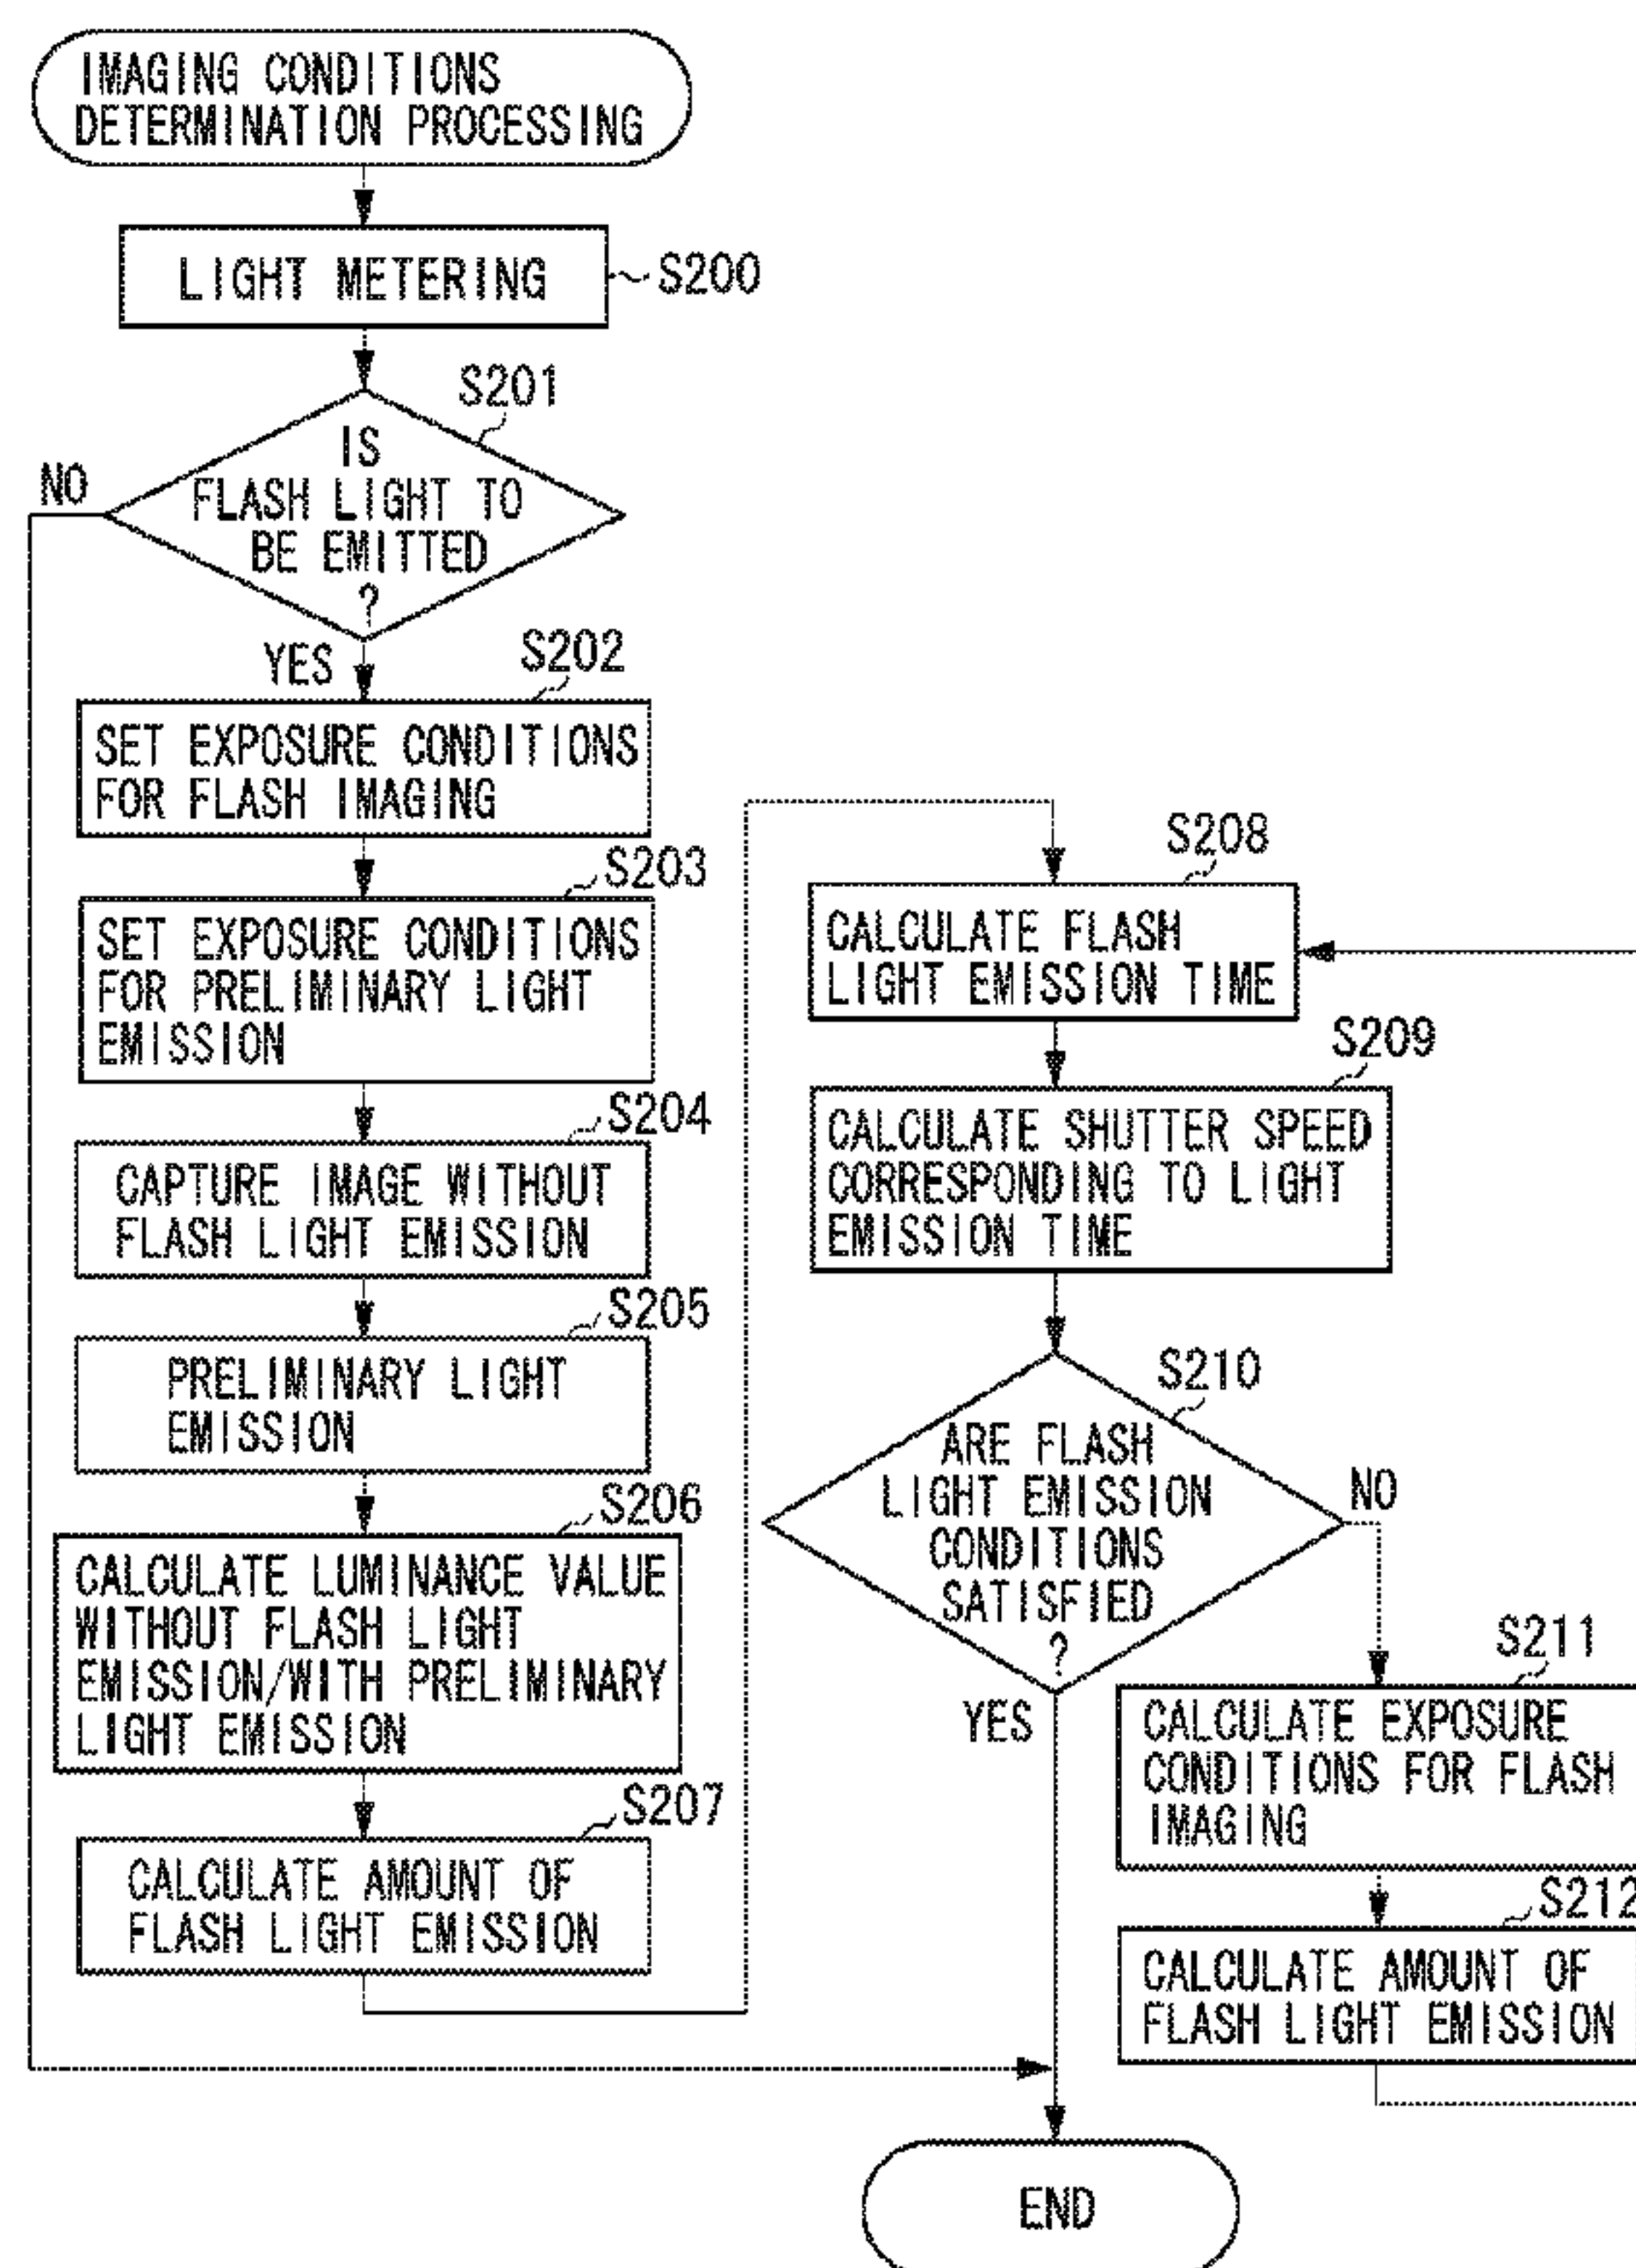 IMAGING CONDITIONS
DETERMINATION PROCESSING
LIGHT METERING
S200
S201
IS
FLASH LIGHT TO
BE EMITTED
?
NO
YES
S202
SET EXPOSURE CONDITIONS
FOR FLASH IMAGING
S203
SET EXPOSURE CONDITIONS
FOR PRELIMINARY LIGHT
EMISSION
S204
CAPTURE IMAGE WITHOUT
FLASH LIGHT EMISSION
S205
PRELIMINARY LIGHT
EMISSION
S206
CALCULATE LUMINANCE VALUE
WITHOUT FLASH LIGHT
EMISSION/WITH PRELIMINARY
LIGHT EMISSION
S207
CALCULATE AMOUNT OF
FLASH LIGHT EMISSION
S208
CALCULATE FLASH
LIGHT EMISSION TIME
S209
CALCULATE SHUTTER SPEED
CORRESPONDING TO LIGHT
EMISSION TIME
S210
ARE FLASH
LIGHT EMISSION
CONDITIONS
SATISFIED
?
NO
YES
S211
CALCULATE EXPOSURE
CONDITIONS FOR FLASH
IMAGING
S212
CALCULATE AMOUNT OF
FLASH LIGHT EMISSION
END